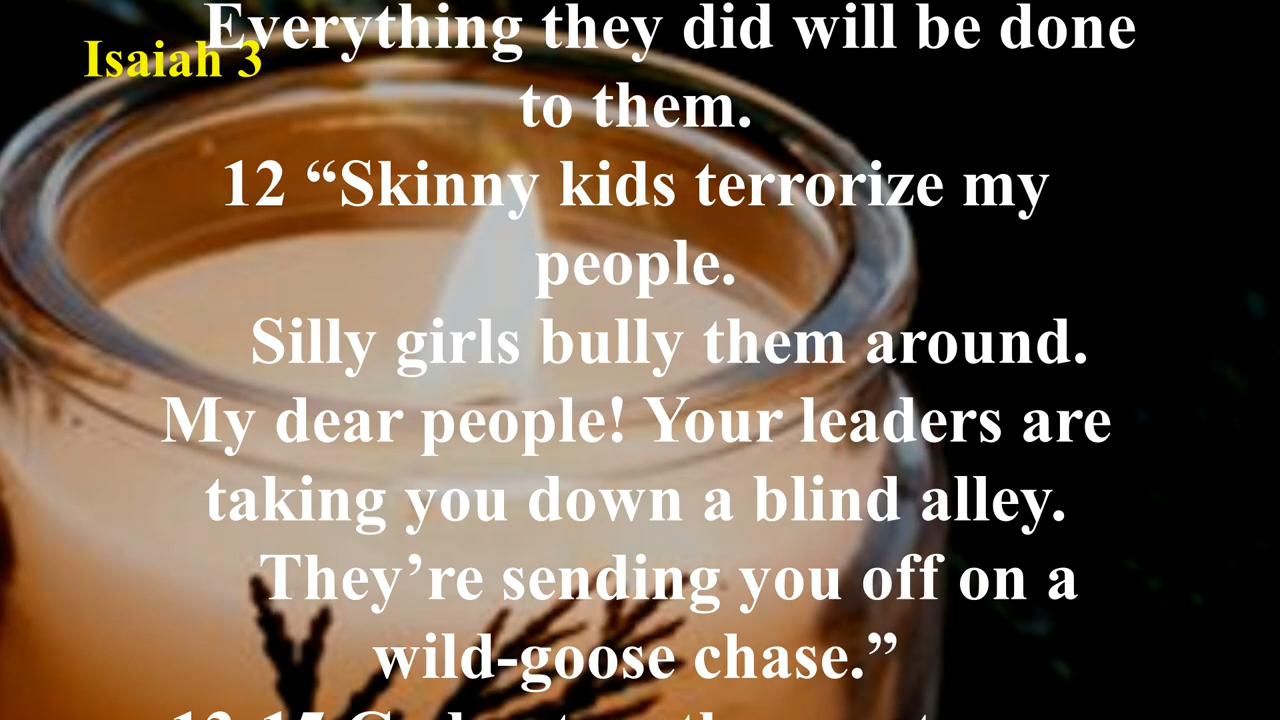 Isaiah 3
Everything they did will be done
to them.
12 “Skinny kids terrorize my
people.
Silly girls bully them around.
My dear people! Your leaders are
taking you down a blind alley.
They’re sending you off on a
wild-goose chase.”